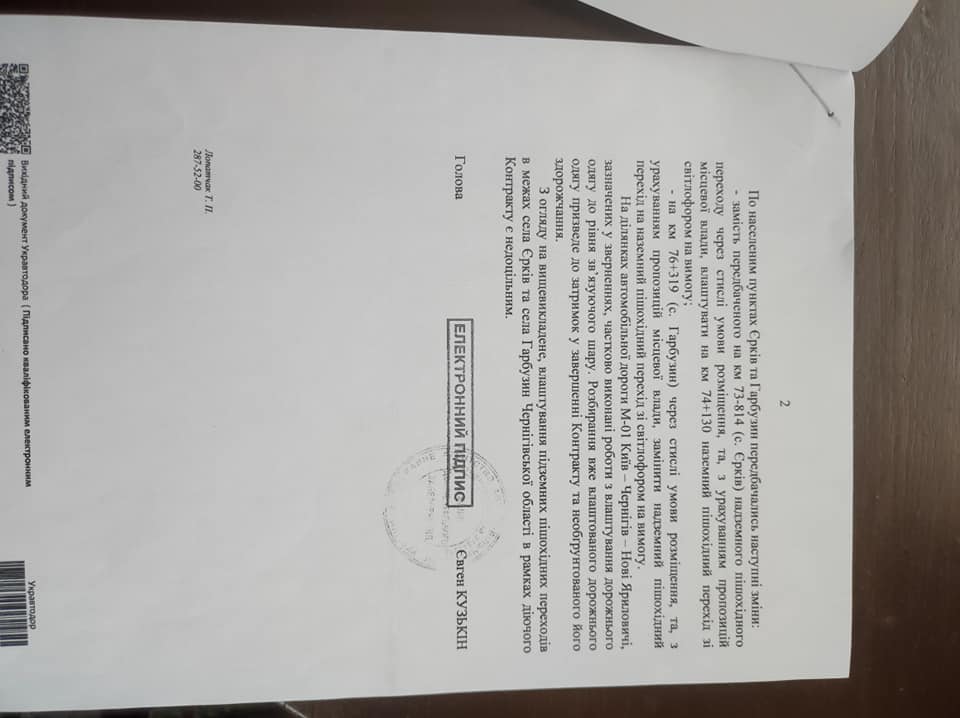 2
По населеним пунктах Єрків та Гарбузин передбачались наступні зміни:
- замість передбаченого на км 73-814 (с. Єрків) надземного пішохідного
переходу через стислі умови розміщення, та, з урахуванням пропозицій
місцевої влади, влаштувати на км 74+130 наземний пішохідний перехід зі
світлофором на вимогу;
- на км 76+319 (с. Гарбузин) через стислі умови розміщення, та, з
урахуванням пропозицій місцевої влади, замінити надземний пішохідний
перехід на наземний пішохідний перехід зі світлофором на вимогу.
На ділянках автомобільної дороги М-01 Київ – Чернігів – Нові Яриловичі,
зазначених у зверненнях, частково виконані роботи з влаштування дорожнього
одягу до рівня зв’язуючого шару. Розбирання вже влаштованого дорожнього
одягу призведе до затримок у завершенні Контракту та необґрунтованого його
здорожчання.
З огляду на вищевикладене, влаштування підземних пішохідних переходів
в межах села Єрків та села Гарбузин Чернігівської області в рамках діючого
Контракту є недоцільним.
Голова
ЕЛЕКТРОННИЙ ПІДПИС
Євген КУЗЬКІН
Лопатчак Т. П.
287-52-00
Вихідний документ Укравтодора ( Підписано кваліфікованим електронним
підписом )
Укравтодор